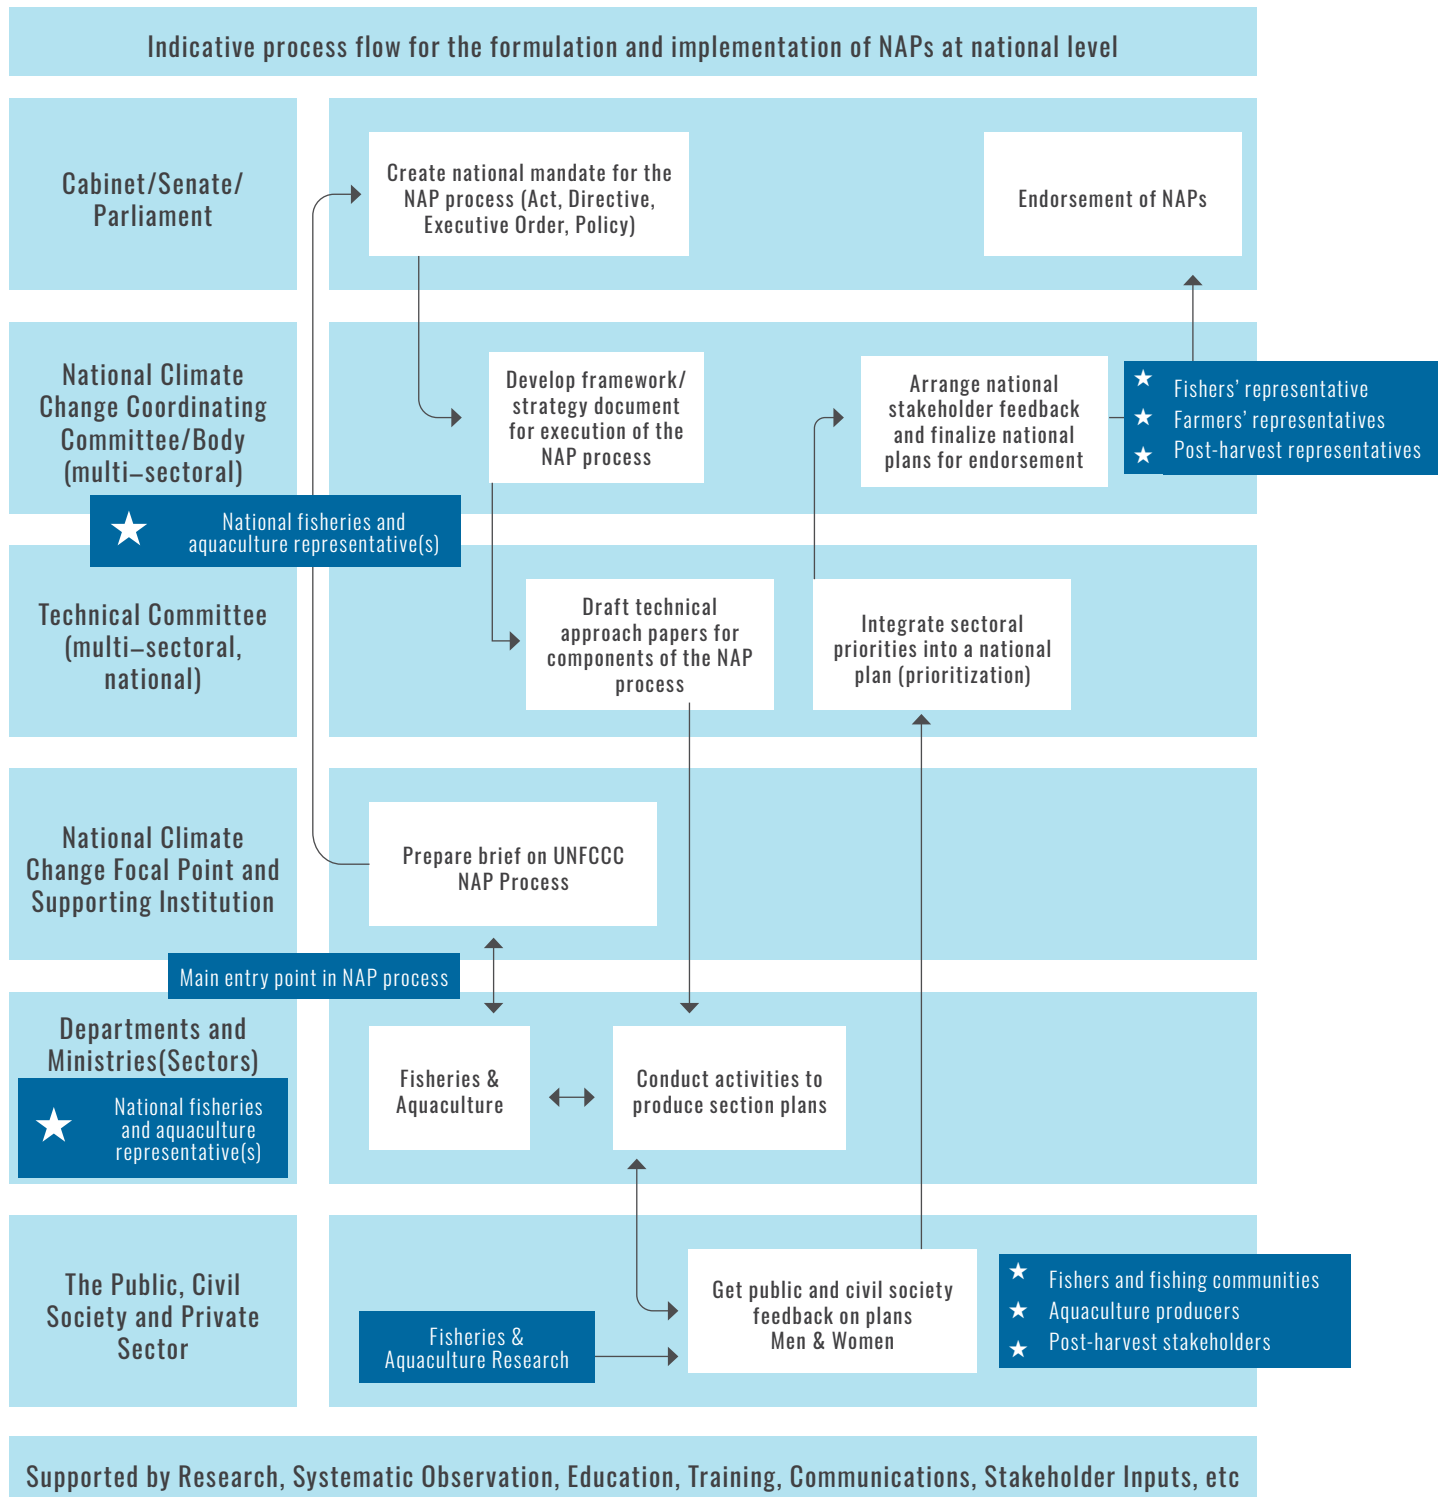 Indicative process flow for the formulation and implementation of NAPs at national level
Cabinet/Senate/
Parliament
Create national mandate for the
NAP process (Act, Directive,
Executive Order, Policy)
Endorsement of NAPs
National Climate
Change Coordinating
Committee/Body
(multi–sectoral)
Develop framework/
strategy document
for execution of the
NAP process
Arrange national
stakeholder feedback
and finalize national
plans for endorsement
Fishers’ representative
Farmers’ representatives
Post-harvest representatives
National fisheries and
aquaculture representative(s)
Technical Committee
(multi–sectoral,
national)
Draft technical
approach papers for
components of the NAP
process
Integrate sectoral
priorities into a national
plan (prioritization)
National Climate
Change Focal Point and
Supporting Institution
Prepare brief on UNFCCC
NAP Process
Main entry point in NAP process
Departments and
Ministries(Sectors)
National fisheries
and aquaculture
representative(s)
Fisheries &
Aquaculture
Conduct activities to
produce section plans
The Public, Civil
Society and Private
Sector
Fisheries &
Aquaculture Research
Get public and civil society
feedback on plans
Men & Women
Fishers and fishing communities
Aquaculture producers
Post-harvest stakeholders
Supported by Research, Systematic Observation, Education, Training, Communications, Stakeholder Inputs, etc